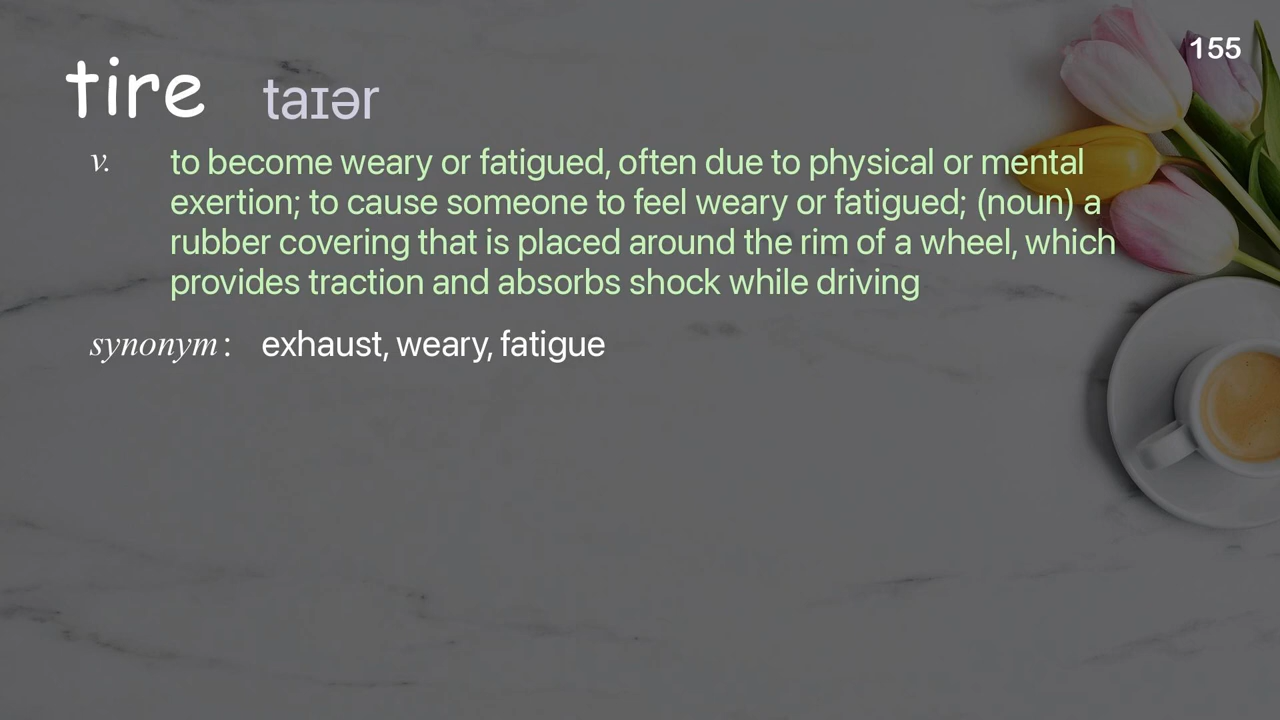 155
tire taɪər
v. to become weary or fatigued, often due to physical or mental
exertion; to cause someone to feel weary or fatigued; (noun) a
rubber covering that is placed around the rim of a wheel, which
provides traction and absorbs shock while driving
synonym : exhaust, weary, fatigue